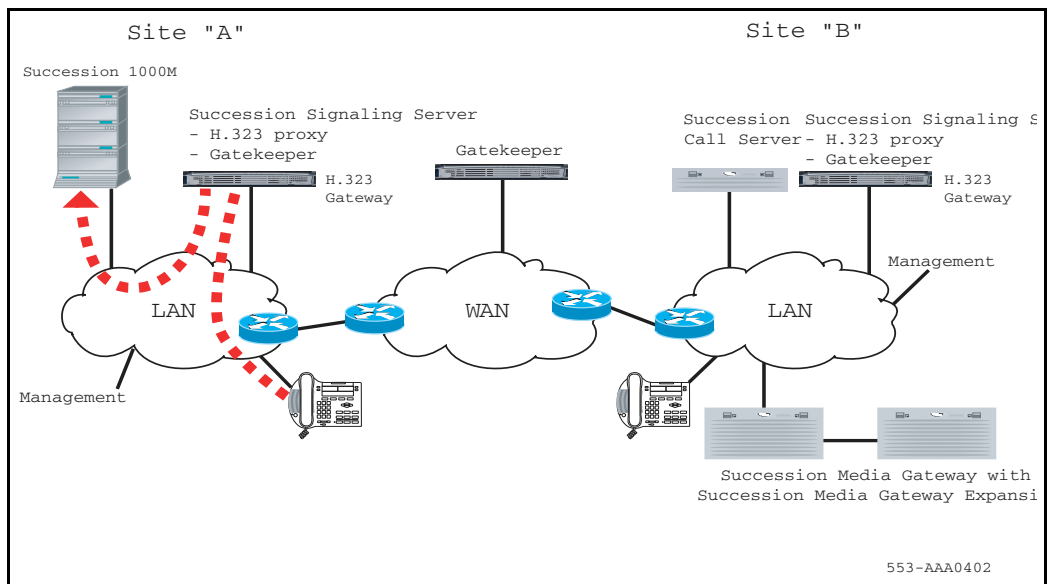 Site "A"
Site "B"
Succession 1000M
Succession Signaling Server
- H.323 proxy
- Gatekeeper
H.323
Gateway
Gatekeeper
Succession
Call Server
Succession Signaling S
- H.323 proxy
- Gatekeeper
H.323
Gateway
LAN
WAN
LAN
Management
Management
Succession Media Gateway with
Succession Media Gateway Expansi
553-AAA0402